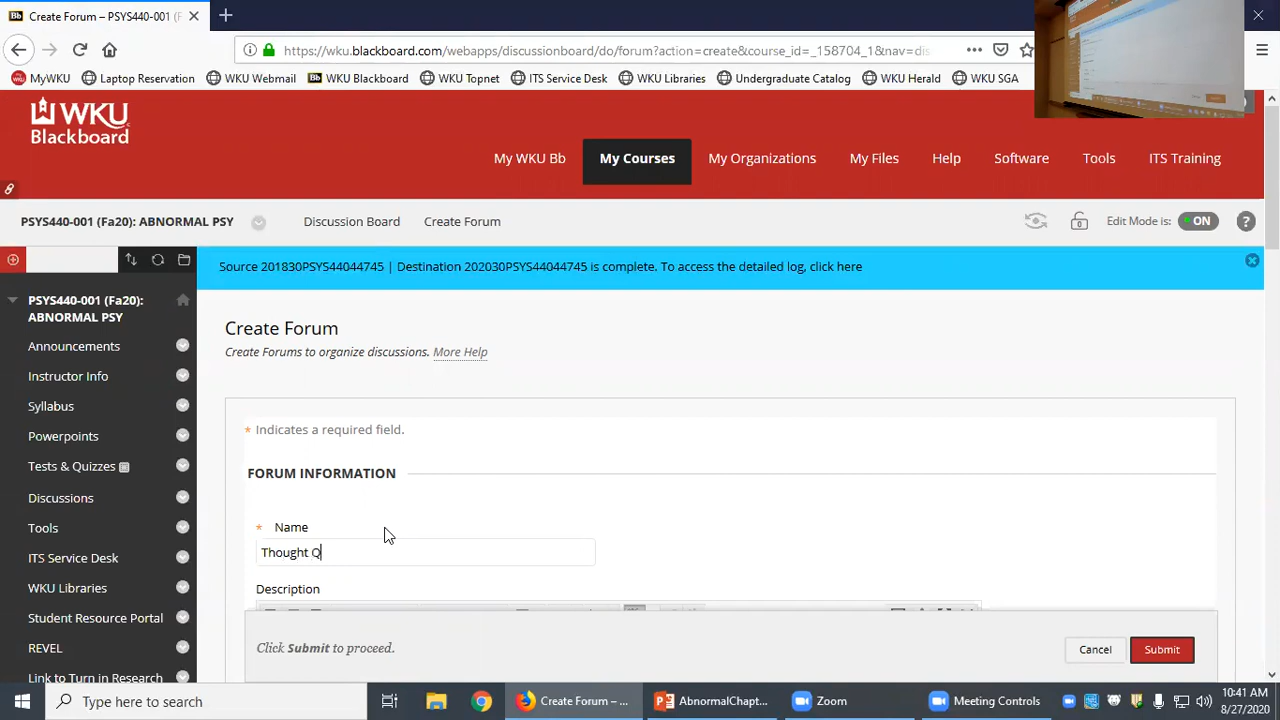 Create Forum – PSYS440-001 (F
https://wku.blackboard.com/webapps/discussionboard/do/forum?action=create&course_id=_158704_1&nav=dis
MyWKU Laptop Reservation WKU Webmail WKU Blackboard WKU Topnet ITS Service Desk WKU Libraries Undergraduate Catalog WKU Herald WKU SGA
WKU
Blackboard
My WKU Bb My Courses My Organizations My Files Help Software Tools ITS Training
PSYS440-001 (Fa20): ABNORMAL PSY Discussion Board Create Forum Edit Mode is: ON ?
Source 201830PSYS44044745 | Destination 202030PSYS44044745 is complete. To access the detailed log, click here
PSYS440-001 (Fa20):
ABNORMAL PSY
Announcements
Instructor Info
Syllabus
Powerpoints
Tests & Quizzes
Discussions
Tools
ITS Service Desk
WKU Libraries
Student Resource Portal
REVEL
Link to Turn in Research
Create Forum
Create Forums to organize discussions. More Help
* Indicates a required field.
FORUM INFORMATION
* Name
Thought Q
Description
Click Submit to proceed.
Cancel Submit
Type here to search
Create Forum – ...
AbnormalChapt...
Zoom
Meeting Controls
10:41 AM
8/27/2020